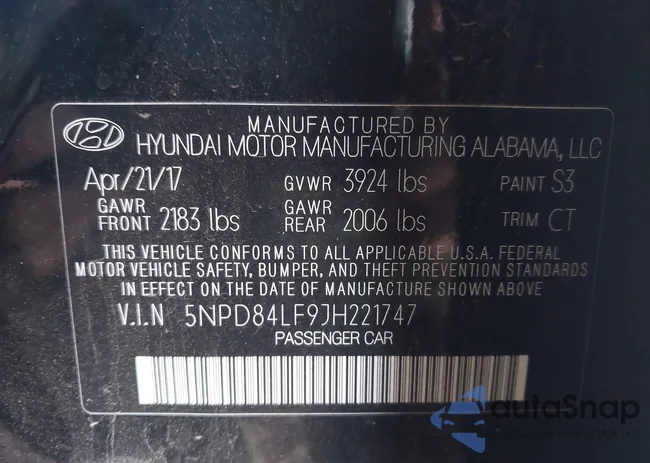 MANUFACTURED BY
HYUNDAI MOTOR MANUFACTURING ALABAMA, LLC
Apr/21/17 GVWR 3924 lbs PAINT S3
GAWR FRONT 2183 lbs GAWR REAR 2006 lbs TRIM CT
THIS VEHICLE CONFORMS TO ALL APPLICABLE U.S.A. FEDERAL
MOTOR VEHICLE SAFETY, BUMPER, AND THEFT PREVENTION STANDARDS
IN EFFECT ON THE DATE OF MANUFACTURE SHOWN ABOVE.
V.I.N 5NPD84LF9JH221747
PASSENGER CAR
autoSnap